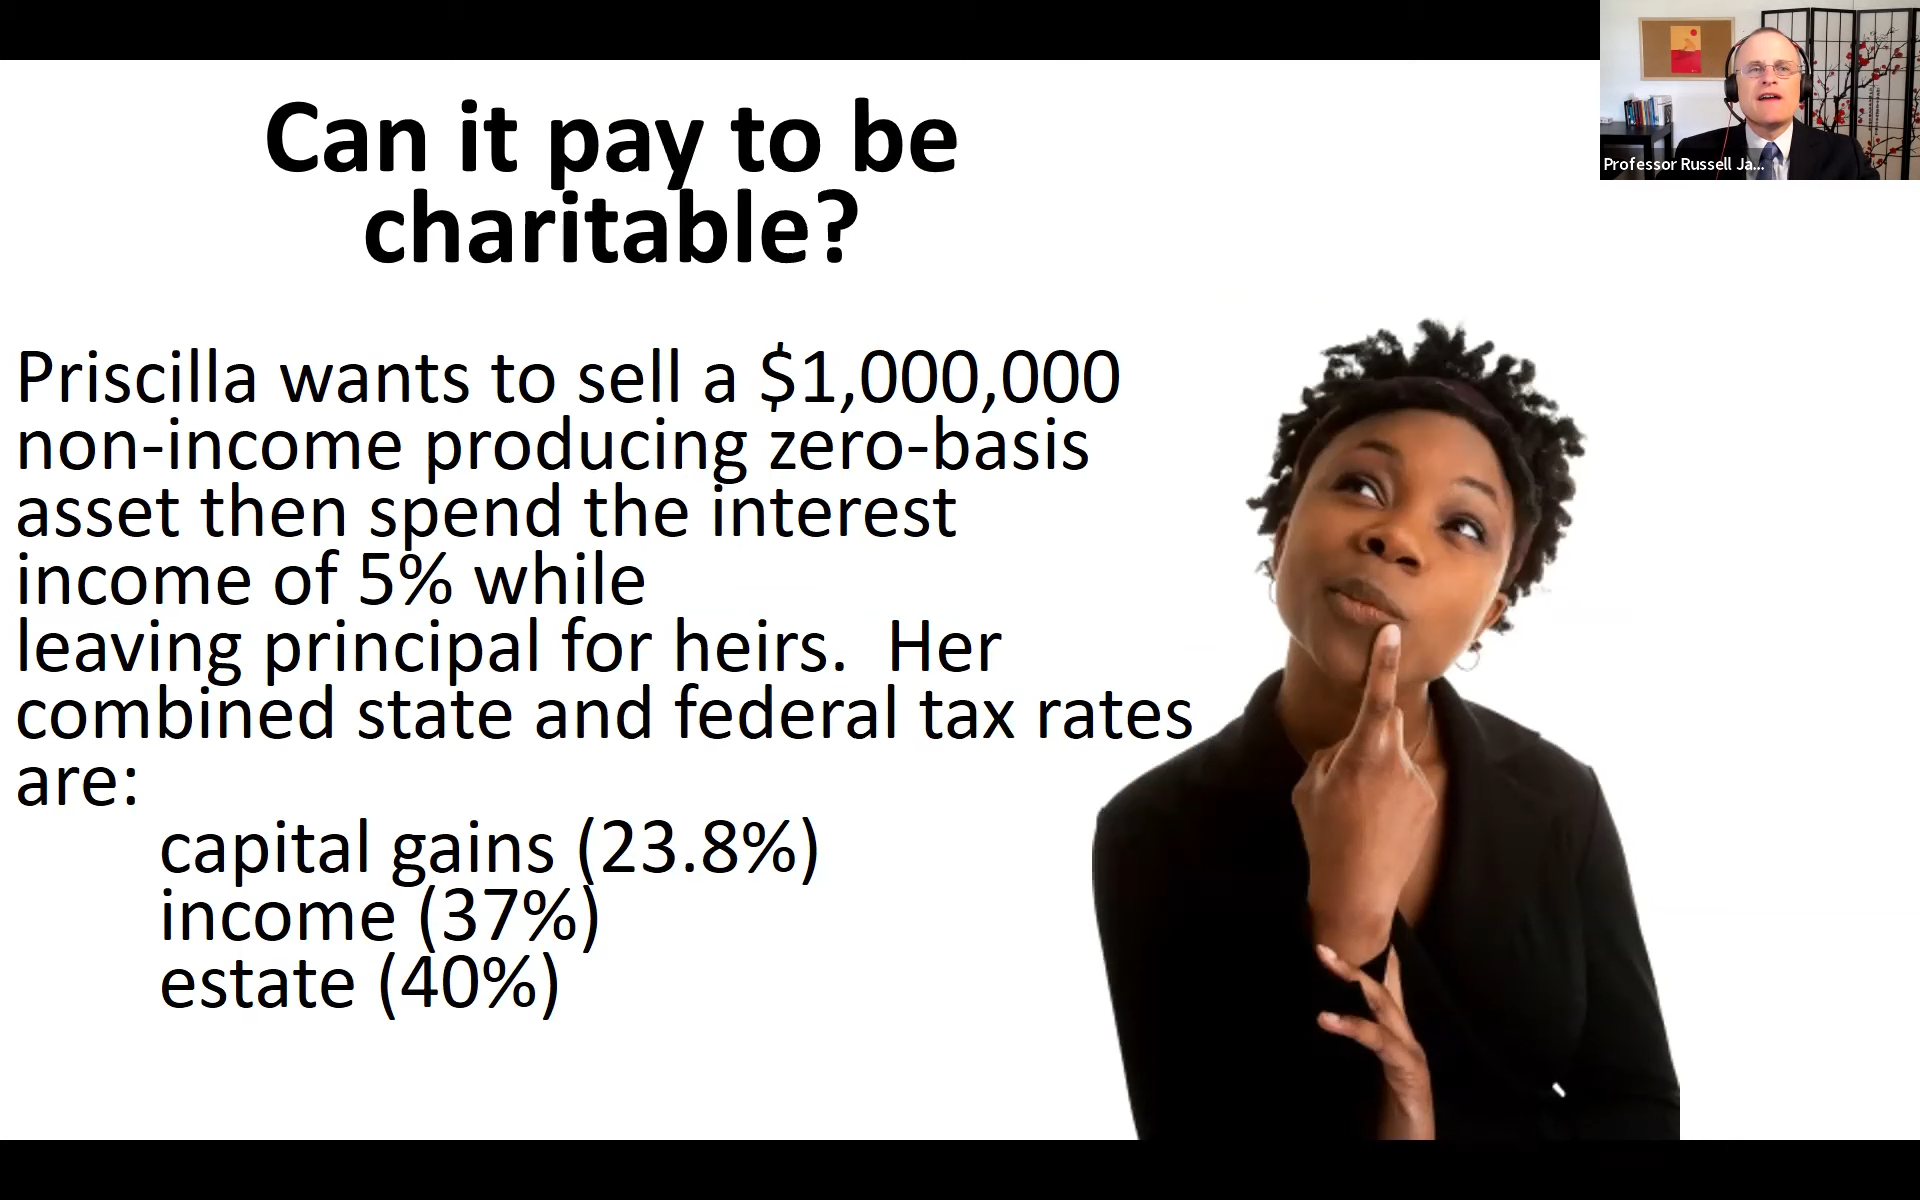 Can it pay to be
charitable?
Priscilla wants to sell a $1,000,000
non-income producing zero-basis
asset then spend the interest
income of 5% while
leaving principal for heirs.  Her
combined state and federal tax rates
are:
capital gains (23.8%)
income (37%)
estate (40%)
Professor Russell Ja...